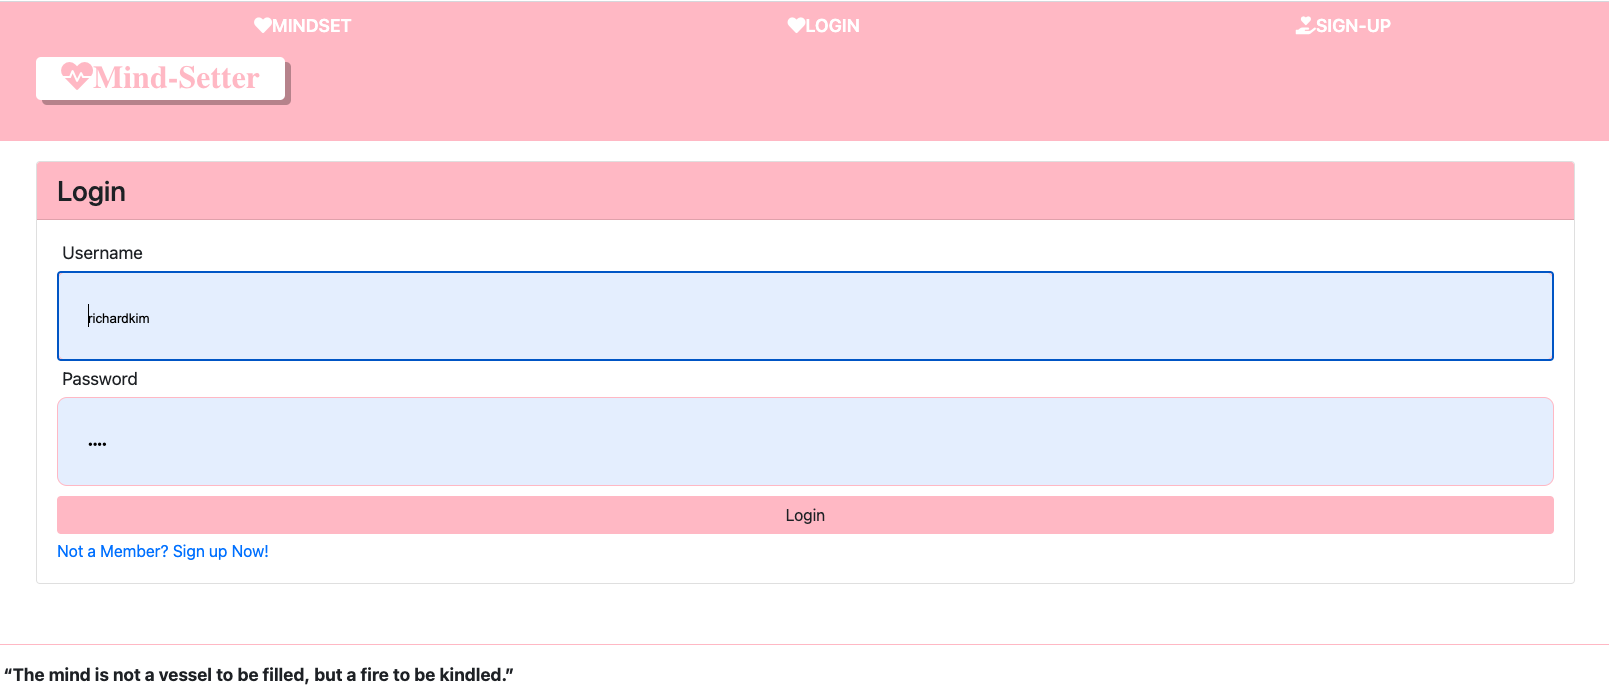 MINDSET LOGIN SIGN-UP
Mind-Setter
Login
Username
richardkim
Password
••••
Login
Not a Member? Sign up Now!
“The mind is not a vessel to be filled, but a fire to be kindled.”